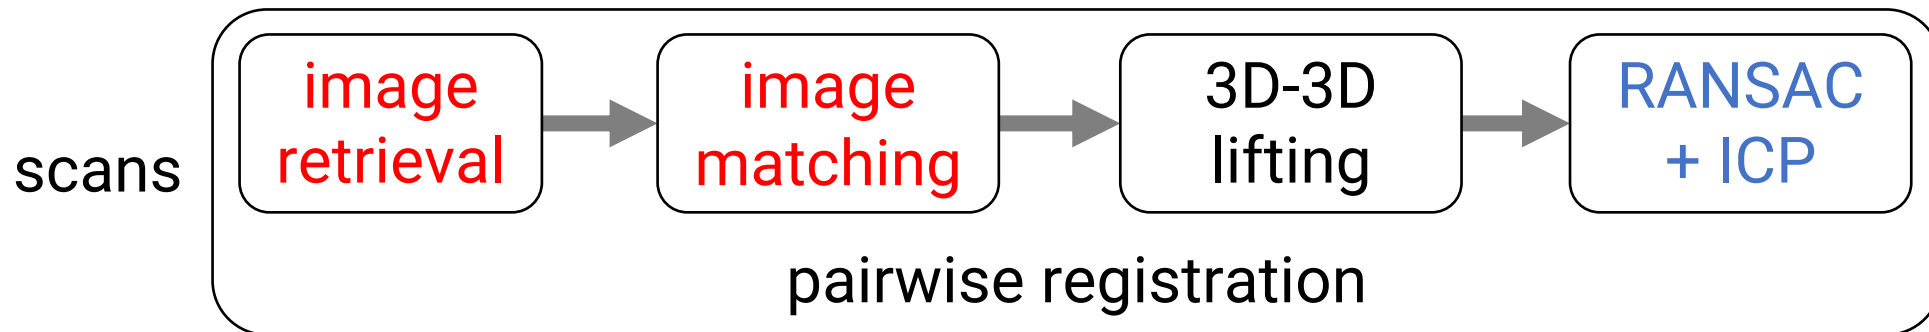 scans
image
retrieval
image
matching
3D-3D
lifting
RANSAC
+ ICP
pairwise registration